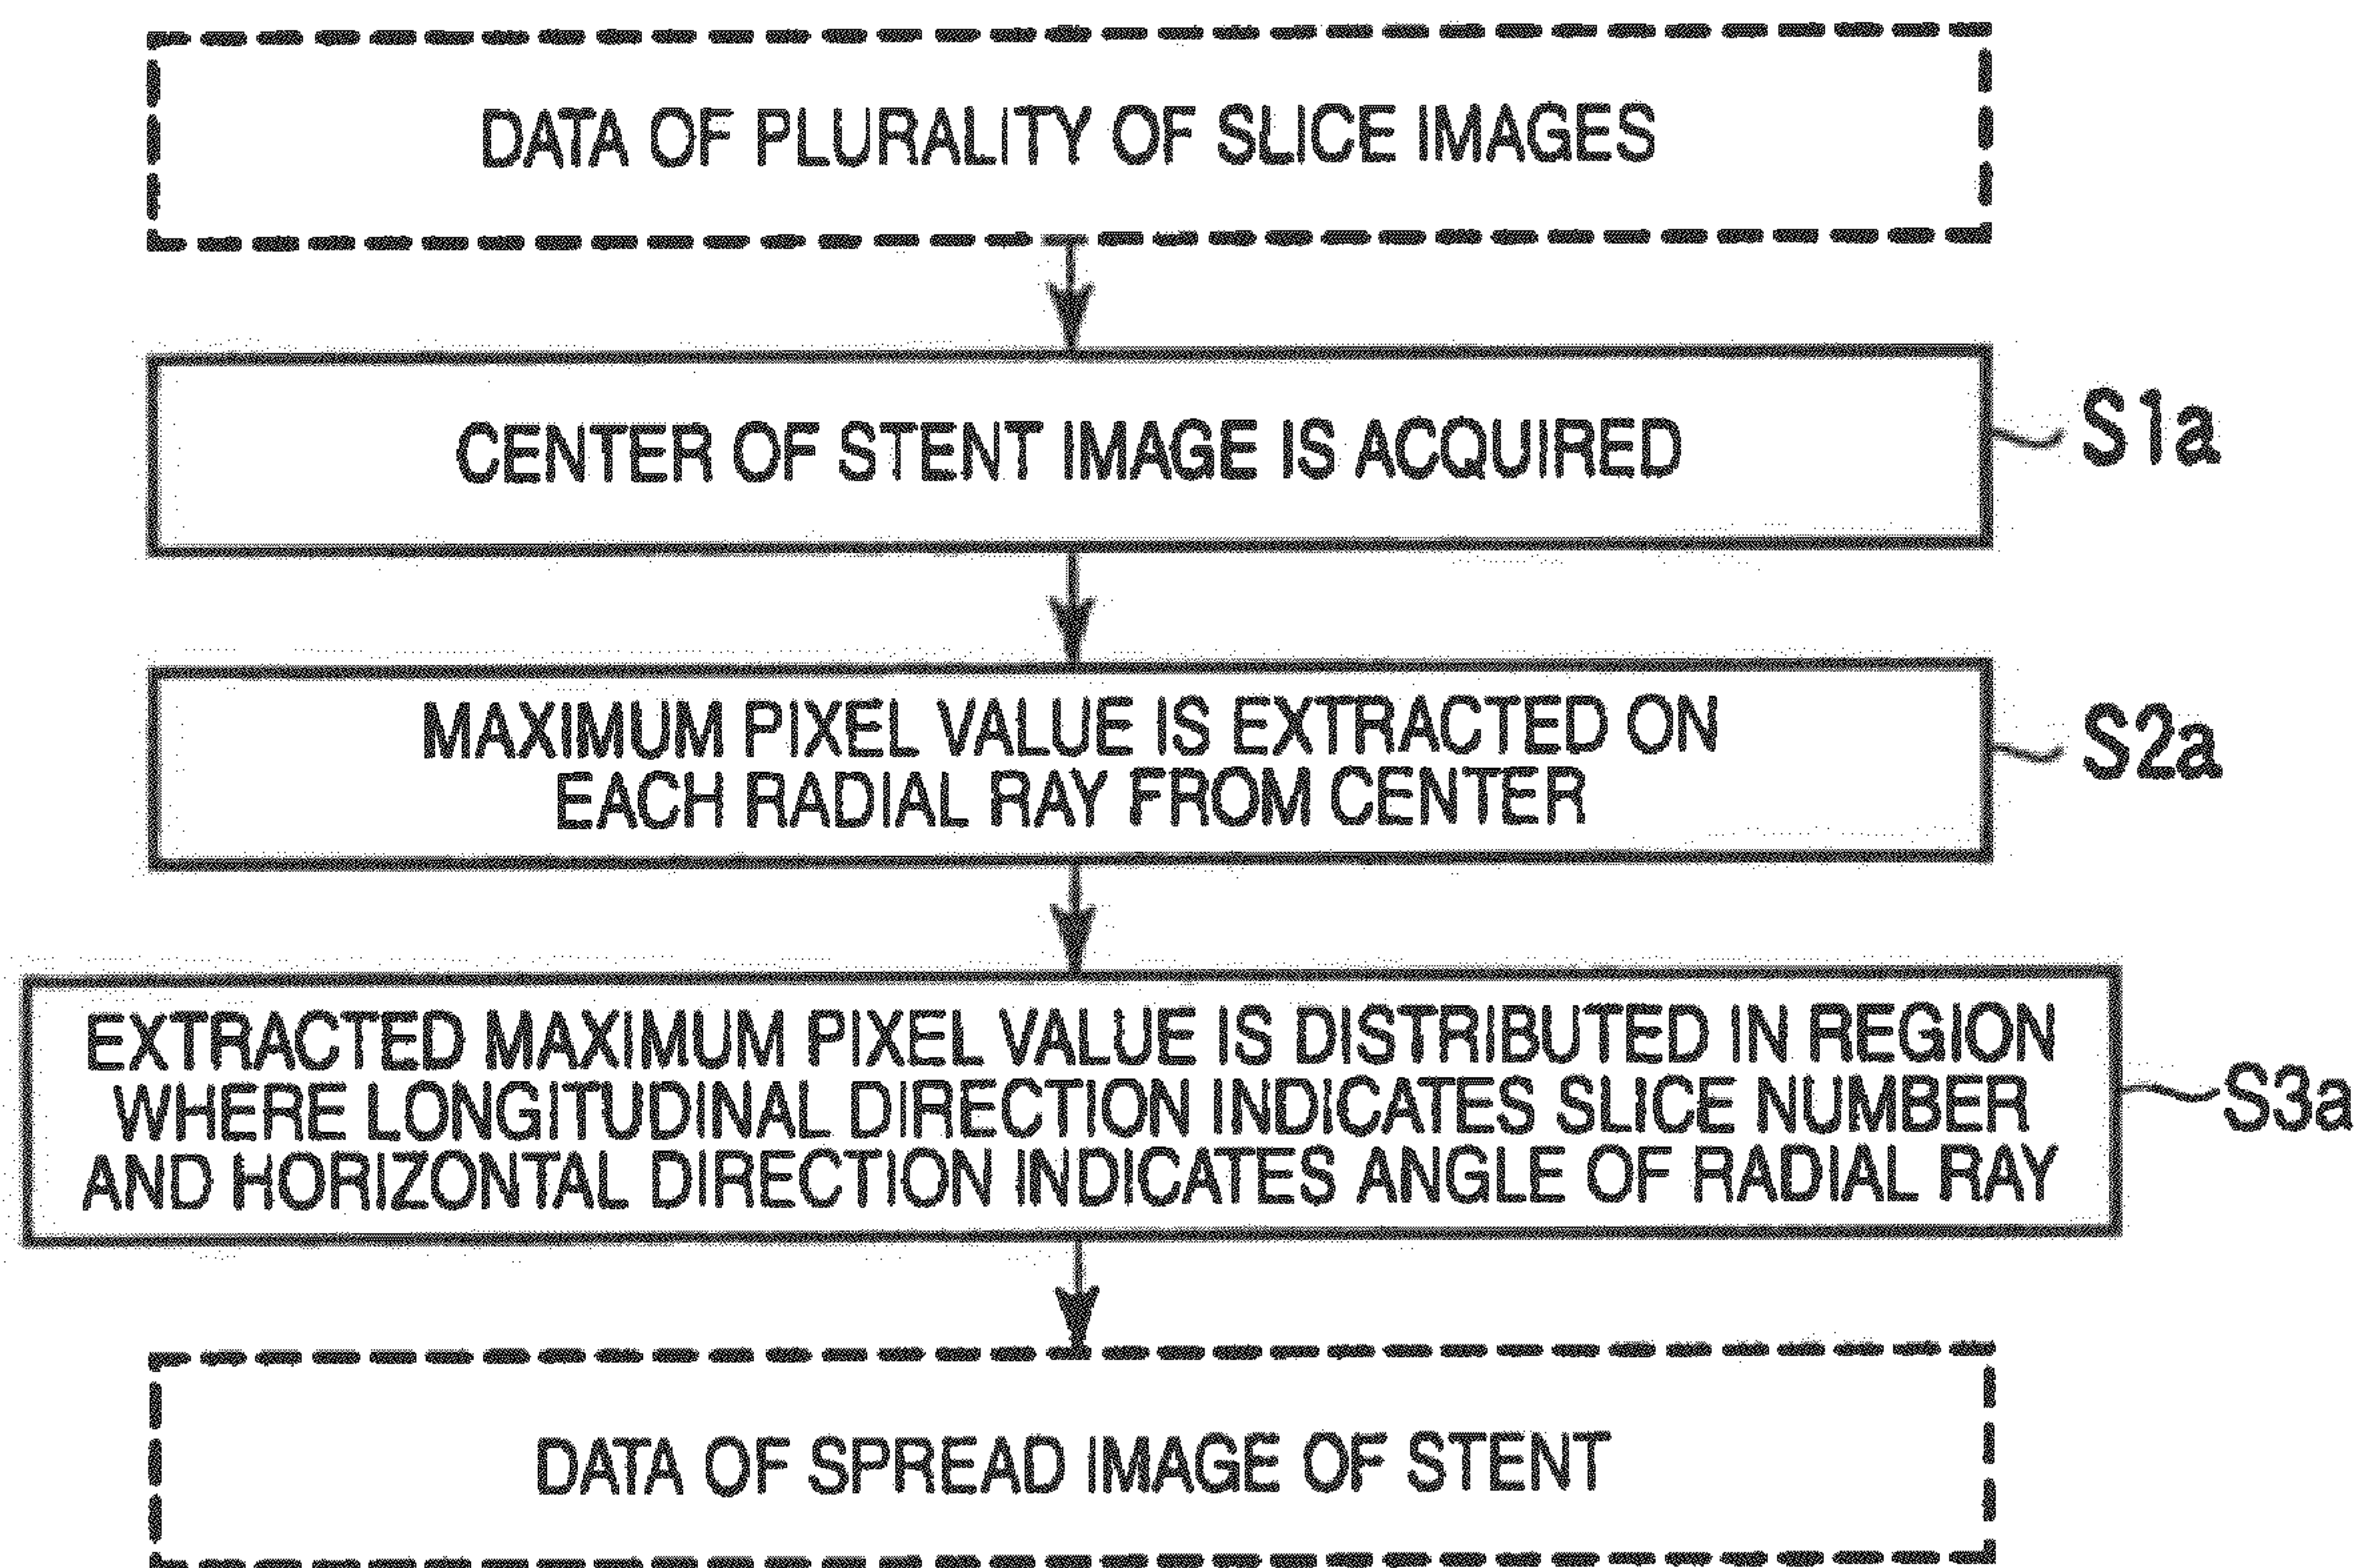 DATA OF PLURALITY OF SLICE IMAGES
CENTER OF STENT IMAGE IS ACQUIRED
S1a
MAXIMUM PIXEL VALUE IS EXTRACTED ON
EACH RADIAL RAY FROM CENTER
S2a
EXTRACTED MAXIMUM PIXEL VALUE IS DISTRIBUTED IN REGION
WHERE LONGITUDINAL DIRECTION INDICATES SLICE NUMBER
AND HORIZONTAL DIRECTION INDICATES ANGLE OF RADIAL RAY
S3a
DATA OF SPREAD IMAGE OF STENT